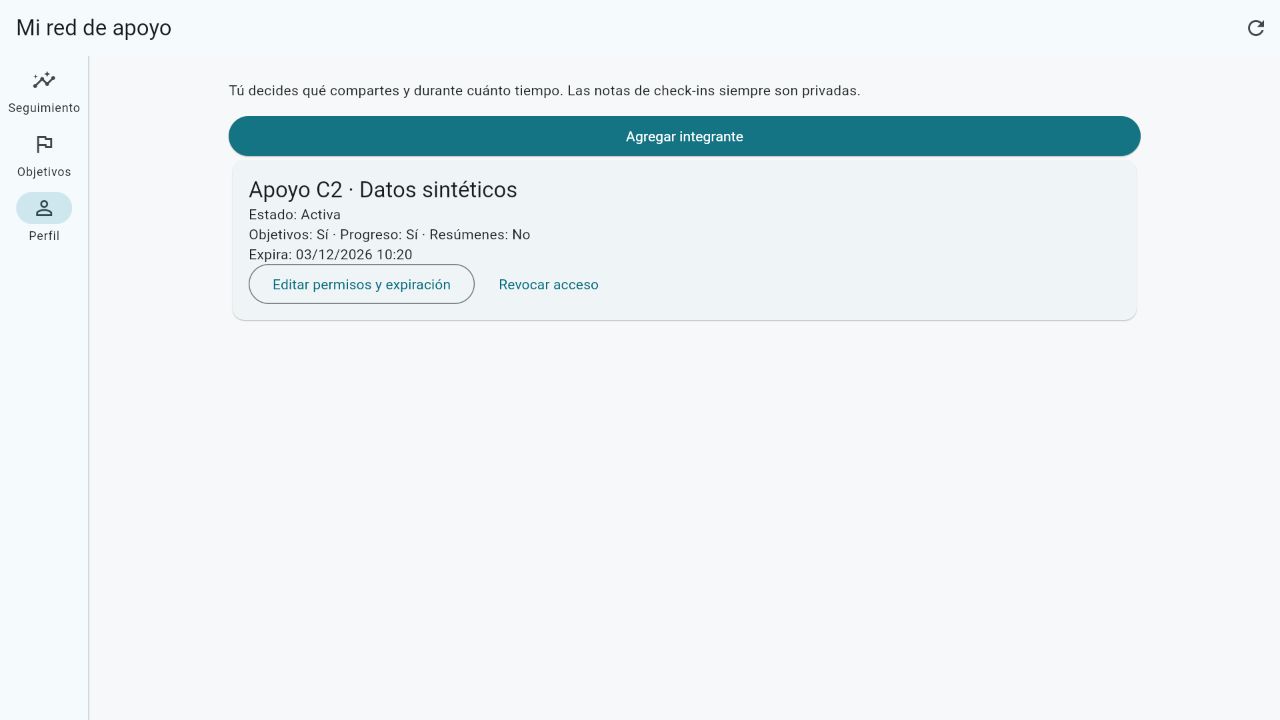 Mi red de apoyo
Seguimiento
Objetivos
Perfil
Tú decides qué compartes y durante cuánto tiempo. Las notas de check-ins siempre son privadas.
Agregar integrante
Apoyo C2 · Datos sintéticos
Estado: Activa
Objetivos: Sí · Progreso: Sí · Resúmenes: No
Expira: 03/12/2026 10:20
Editar permisos y expiración
Revocar acceso